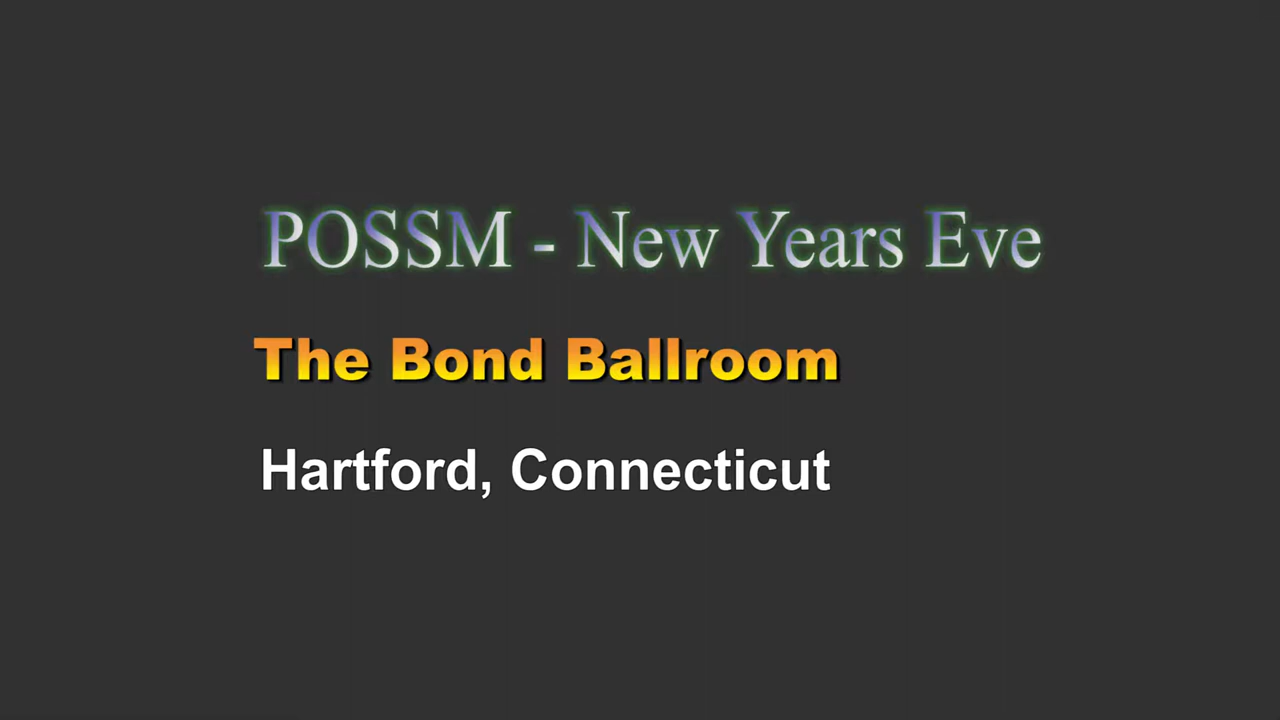 POSSM - New Years Eve
The Bond Ballroom
Hartford, Connecticut